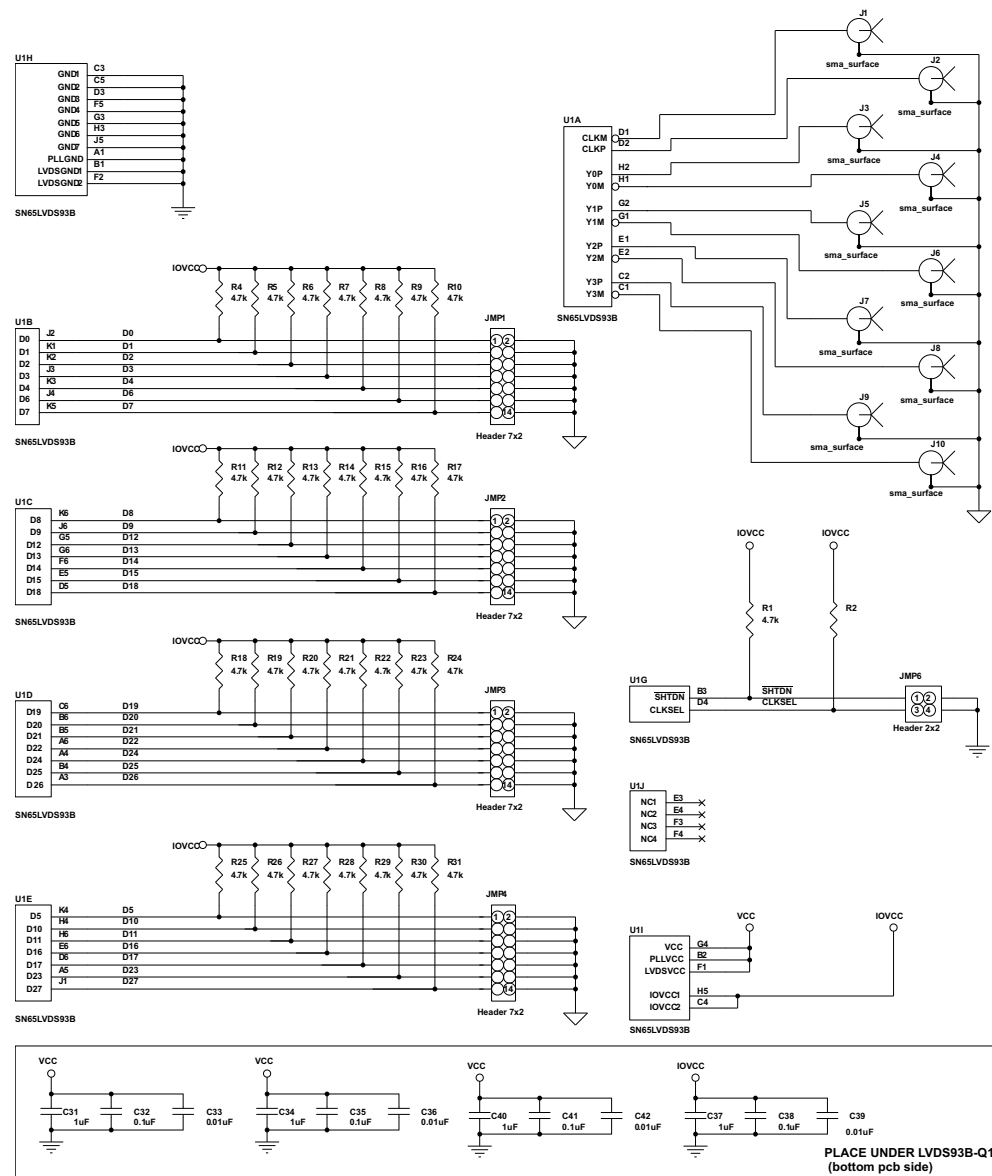 U1H
GND1 C3
GND2 C5
GND3 D3
GND4 F5
GND5 G3
GND6 H3
GND7 J5
PLLGND A1
LVDSGND1 B1
LVDSGND2 F2
SN65LVDS93B
U1A
CLKM D1
CLKP D2
Y0P H2
Y0M H1
Y1P G2
Y1M G1
Y2P E1
Y2M E2
Y3P C2
Y3M C1
SN65LVDS93B
J1
sma_surface
J2
sma_surface
J3
sma_surface
J4
sma_surface
J5
sma_surface
J6
sma_surface
J7
sma_surface
J8
sma_surface
J9
sma_surface
J10
sma_surface
IOVCC
R4 R5 R6 R7 R8 R9 R10
4.7k 4.7k 4.7k 4.7k 4.7k 4.7k 4.7k
U1B
JMP1
D0 J2 D0 1 2
D1 K1 D1
D2 K2 D2
D3 J3 D3
D4 K3 D4
D6 J4 D6
D7 K5 D7 14
SN65LVDS93B
Header 7x2
IOVCC
R11 R12 R13 R14 R15 R16 R17
4.7k 4.7k 4.7k 4.7k 4.7k 4.7k 4.7k
U1C
JMP2
D8 K6 D8 1 2
D9 J6 D9
D12 G5 D12
D13 G6 D13
D14 F6 D14
D15 E5 D15
D18 D5 D18 14
SN65LVDS93B
Header 7x2
IOVCC
R18 R19 R20 R21 R22 R23 R24
4.7k 4.7k 4.7k 4.7k 4.7k 4.7k 4.7k
U1D
JMP3
D19 C6 D19 1 2
D20 B6 D20
D21 B5 D21
D22 A6 D22
D24 A4 D24
D25 B4 D25
D26 A3 D26 14
SN65LVDS93B
Header 7x2
IOVCC
R25 R26 R27 R28 R29 R30 R31
4.7k 4.7k 4.7k 4.7k 4.7k 4.7k 4.7k
U1E
JMP4
D5 K4 D5 1 2
D10 H4 D10
D11 H6 D11
D16 E6 D16
D17 D6 D17
D23 A5 D23
D27 J1 D27 14
SN65LVDS93B
Header 7x2
IOVCC IOVCC
R1 R2
4.7k
U1G
JMP6
SHTDN B3 SHTDN 1 2
CLKSEL D4 CLKSEL 3 4
SN65LVDS93B
Header 2x2
U1J
NC1 E3
NC2 E4
NC3 F3
NC4 F4
SN65LVDS93B
VCC IOVCC
U1I
VCC G4
PLLVCC B2
LVDSVCC F1
IOVCC1 H5
IOVCC2 C4
SN65LVDS93B
VCC
C31 C32 C33
1uF 0.1uF 0.01uF
VCC
C34 C35 C36
1uF 0.1uF 0.01uF
VCC
C40 C41 C42
1uF 0.1uF 0.01uF
IOVCC
C37 C38 C39
1uF 0.1uF 0.01uF
PLACE UNDER LVDS93B-Q1
(bottom pcb side)